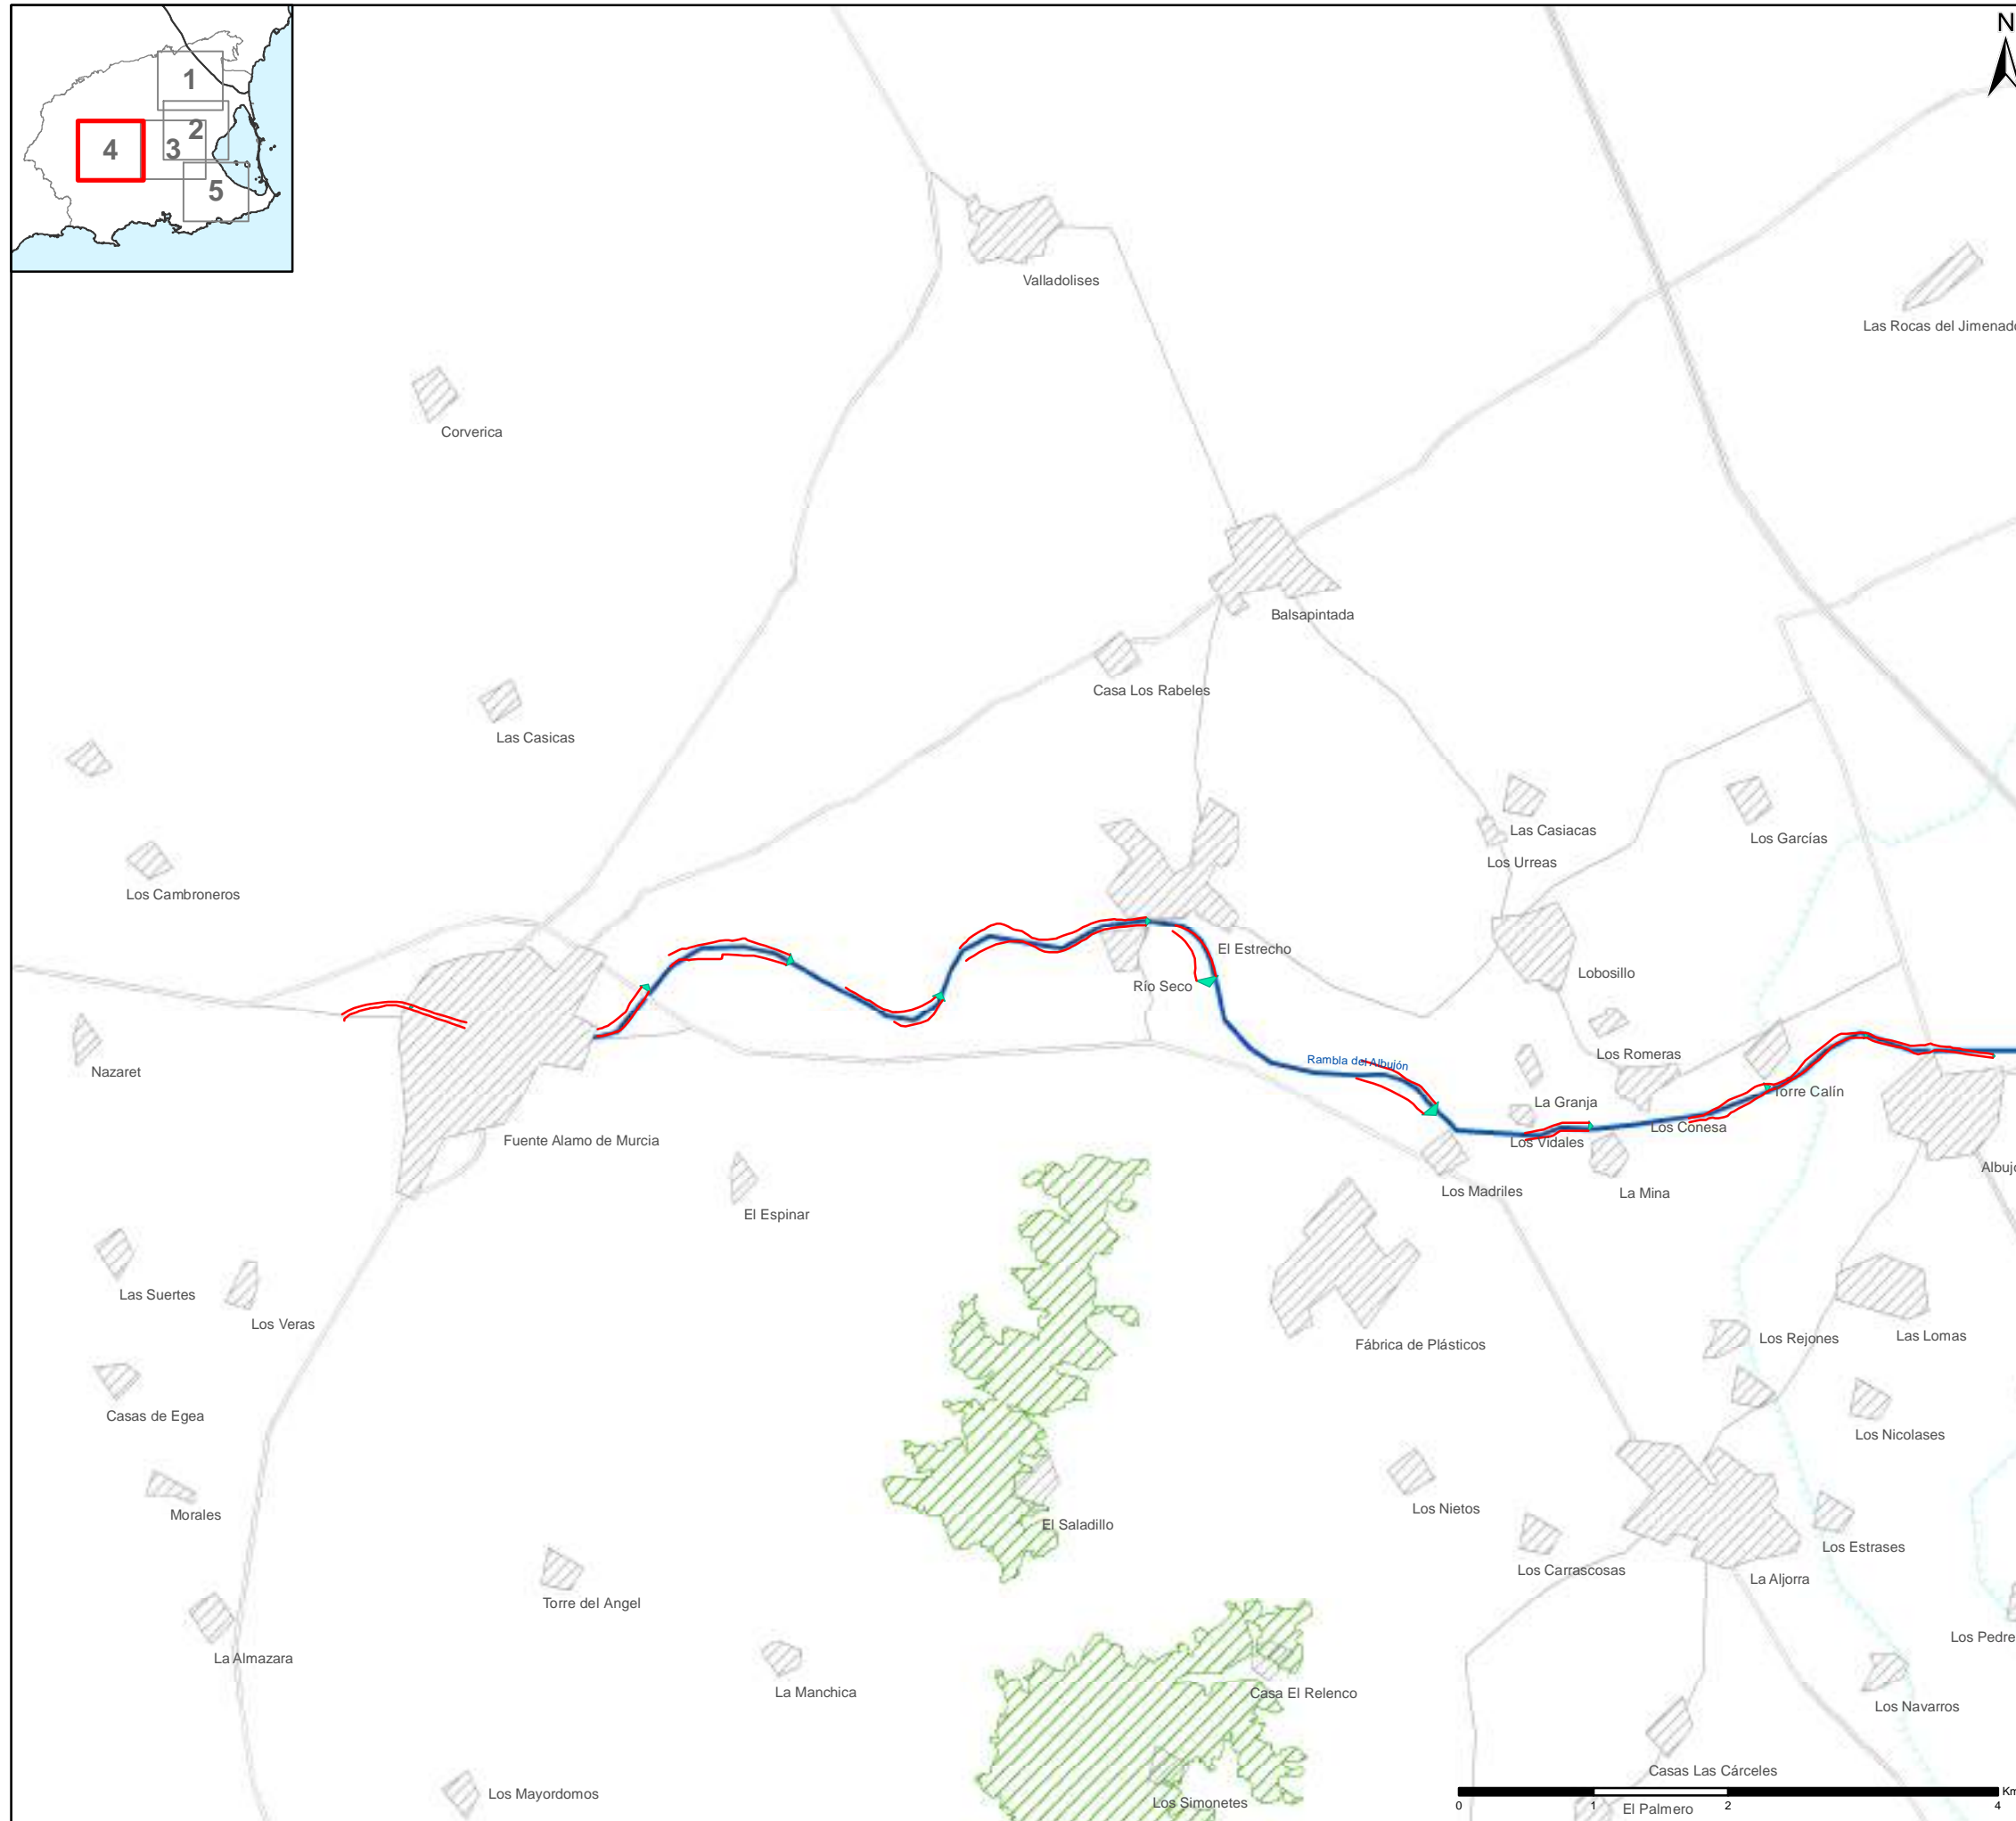 N
1
2
3
4
5
Valladolises
Las Rocas del Jimenado
Corverica
Balsapintada
Casa Los Rabeles
Las Casicas
Las Casiacas
Los Garcías
Los Urreas
Los Cambroneros
El Estrecho
Lobosillo
Río Seco
Los Romeras
Rambla del Albujón
Nazaret
Torre Calín
La Granja
Los Conesa
Fuente Alamo de Murcia
Los Vidales
Albujó
Los Madriles
La Mina
El Espinar
Las Suertes
Los Veras
Los Rejones
Las Lomas
Fábrica de Plásticos
Casas de Egea
Los Nicolases
Morales
Los Nietos
El Saladillo
Los Estrases
Los Carrascosas
La Aljorra
Torre del Angel
Los Pedre
La Almazara
La Manchica
Casa El Relenco
Los Navarros
Casas Las Cárceles
Los Mayordomos
Los Simonetes
Km
0 1 2 4
El Palmero